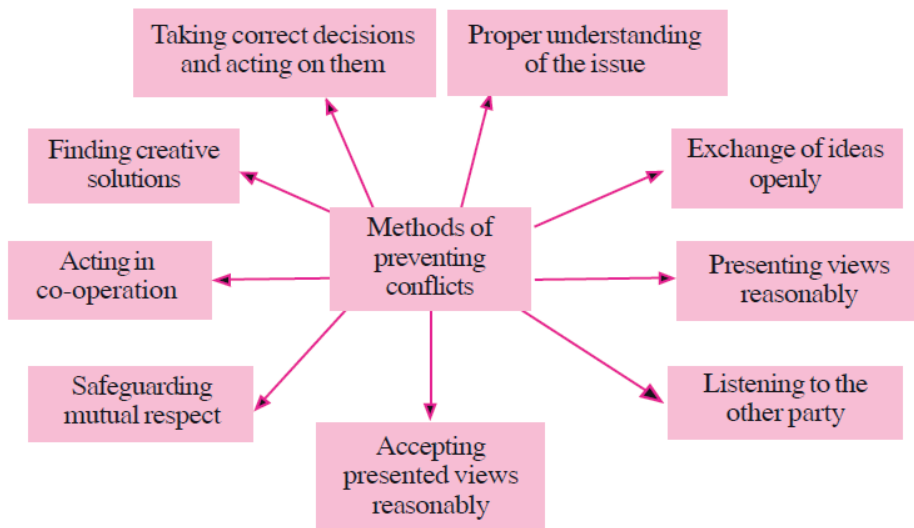 Taking correct decisions
and acting on them
Proper understanding
of the issue
Finding creative
solutions
Exchange of ideas
openly
Methods of
preventing
conflicts
Acting in
co-operation
Presenting views
reasonably
Safeguarding
mutual respect
Listening to the
other party
Accepting
presented views
reasonably